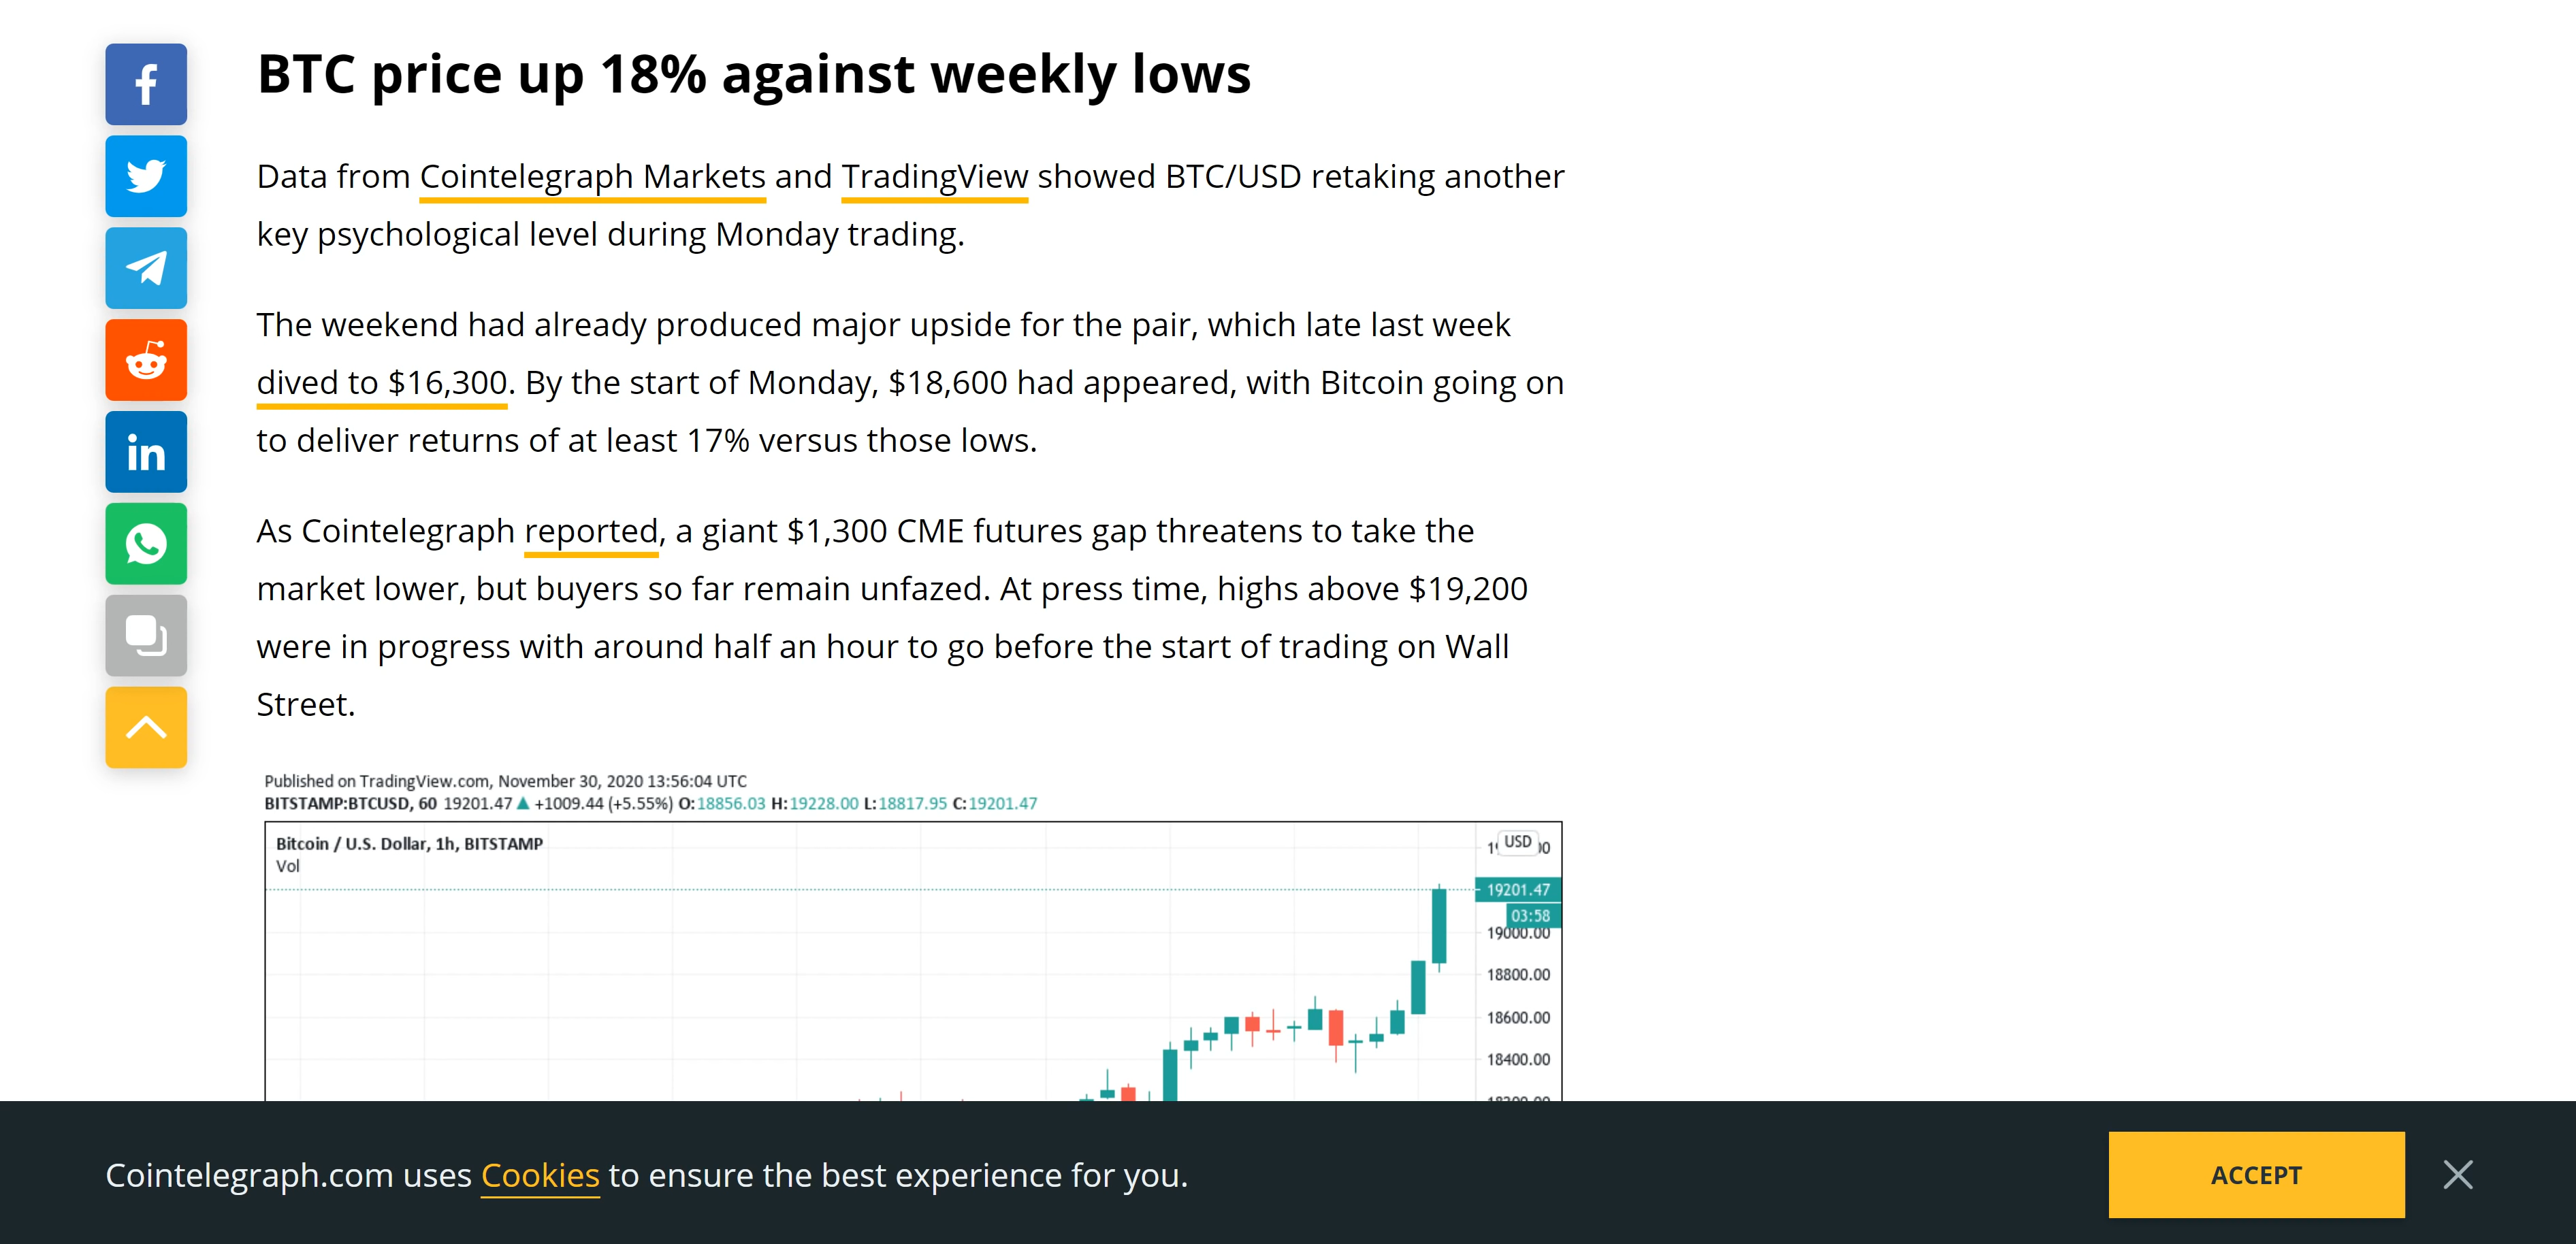 BTC price up 18% against weekly lows
Data from Cointelegraph Markets and TradingView showed BTC/USD retaking another
key psychological level during Monday trading.
The weekend had already produced major upside for the pair, which late last week
dived to $16,300. By the start of Monday, $18,600 had appeared, with Bitcoin going on
to deliver returns of at least 17% versus those lows.
As Cointelegraph reported, a giant $1,300 CME futures gap threatens to take the
market lower, but buyers so far remain unfazed. At press time, highs above $19,200
were in progress with around half an hour to go before the start of trading on Wall
Street.
Published on TradingView.com, November 30, 2020 13:56:04 UTC
BITSTAMP:BTCUSD, 60 19201.47 ▲ +1009.44 (+5.55%) O:18856.03 H:19228.00 L:18817.95 C:19201.47
Bitcoin / U.S. Dollar, 1h, BITSTAMP
Vol
USD
19201.47
03:58
19000.00
18800.00
18600.00
18400.00
Cointelegraph.com uses Cookies to ensure the best experience for you.
ACCEPT